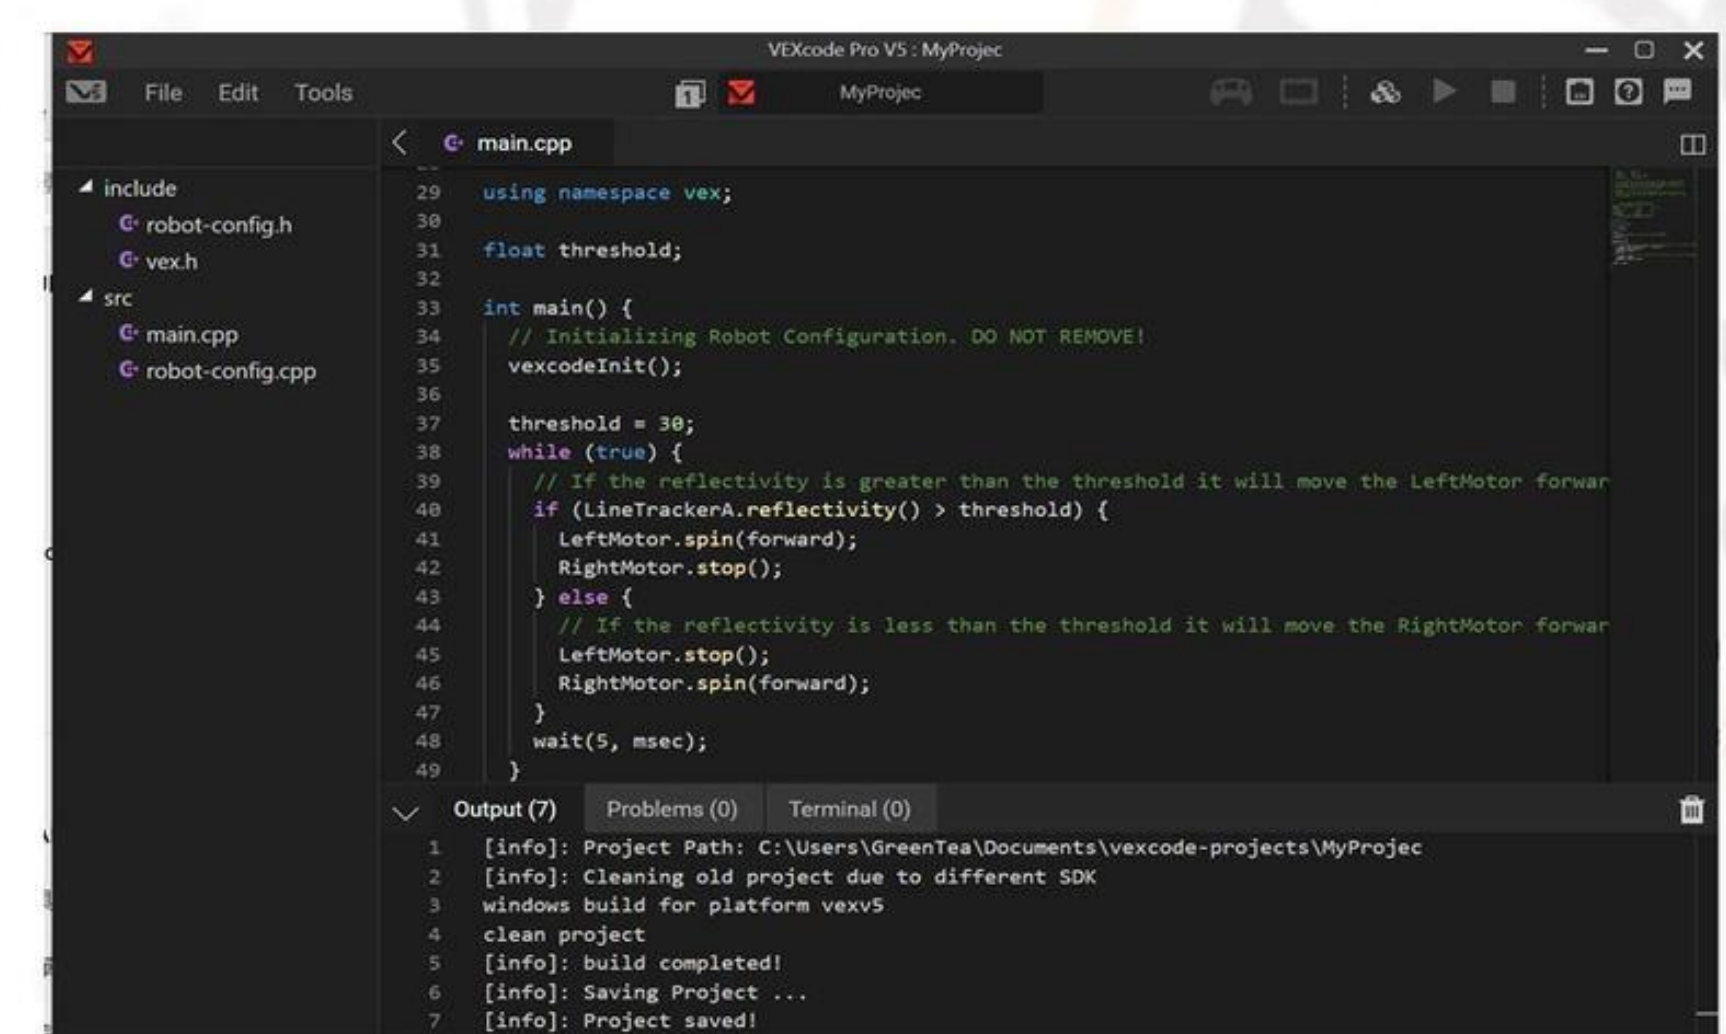 VEXcode Pro V5 : MyProjec
File Edit Tools
1
MyProjec
main.cpp
include
robot-config.h
vex.h
src
main.cpp
robot-config.cpp
29 using namespace vex;
30
31 float threshold;
32
33 int main() {
34 // Initializing Robot Configuration. DO NOT REMOVE!
35 vexcodeInit();
36
37 threshold = 30;
38 while (true) {
39 // If the reflectivity is greater than the threshold it will move the LeftMotor forwar
40 if (LineTrackerA.reflectivity() > threshold) {
41 LeftMotor.spin(forward);
42 RightMotor.stop();
43 } else {
44 // If the reflectivity is less than the threshold it will move the RightMotor forwar
45 LeftMotor.stop();
46 RightMotor.spin(forward);
47 }
48 wait(5, msec);
49 }
Output (7) Problems (0) Terminal (0)
1 [info]: Project Path: C:\Users\GreenTea\Documents\vexcode-projects\MyProjec
2 [info]: Cleaning old project due to different SDK
3 windows build for platform vexv5
4 clean project
5 [info]: build completed!
6 [info]: Saving Project ...
7 [info]: Project saved!